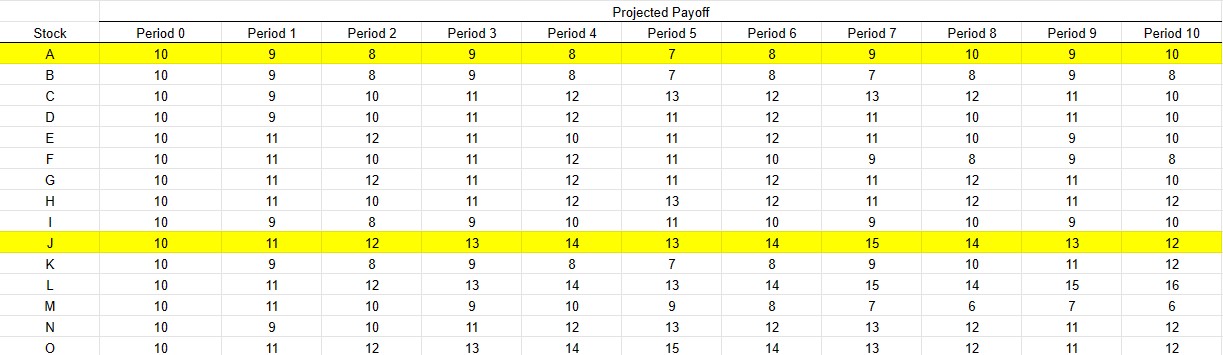 Projected Payoff
Stock Period 0 Period 1 Period 2 Period 3 Period 4 Period 5 Period 6 Period 7 Period 8 Period 9 Period 10
A 10 9 8 9 8 7 8 9 10 9 10
B 10 9 8 9 8 7 8 7 8 9 8
C 10 9 10 11 12 13 12 13 12 11 10
D 10 9 10 11 12 11 12 11 10 11 10
E 10 11 12 11 10 11 12 11 10 9 10
F 10 11 10 11 12 11 10 9 8 9 8
G 10 11 12 11 12 11 12 11 12 11 10
H 10 11 10 11 12 13 12 11 12 11 12
I 10 9 8 9 10 11 10 9 10 9 10
J 10 11 12 13 14 13 14 15 14 13 12
K 10 9 8 9 8 7 8 9 10 11 12
L 10 11 12 13 14 13 14 15 14 15 16
M 10 11 10 9 10 9 8 7 6 7 6
N 10 9 10 11 12 13 12 13 12 11 12
O 10 11 12 13 14 15 14 13 12 11 12